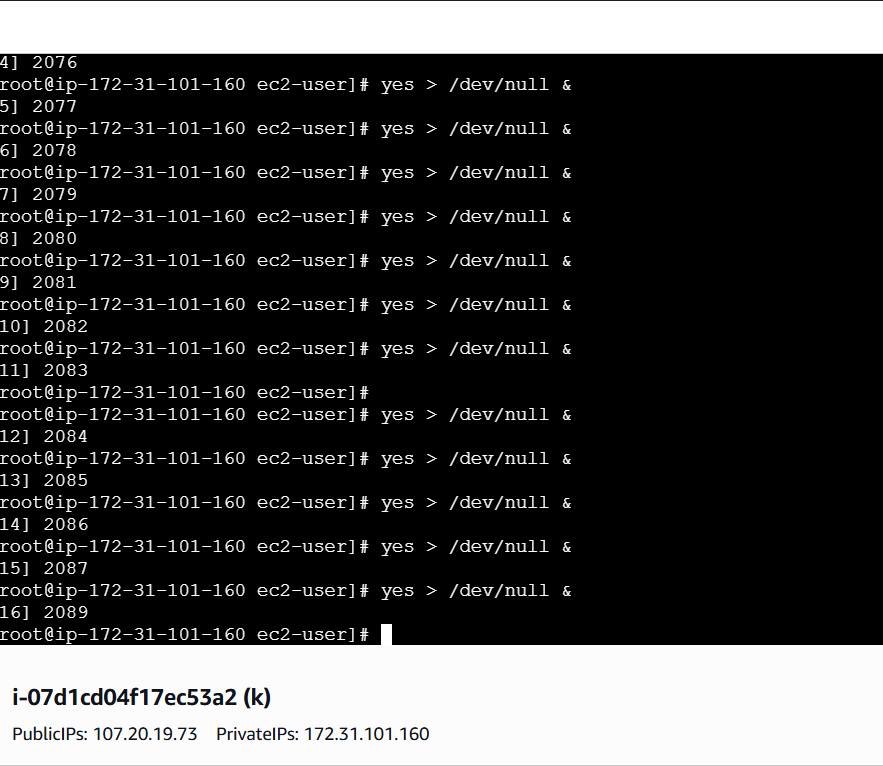 4] 2076
root@ip-172-31-101-160 ec2-user]# yes > /dev/null &
5] 2077
root@ip-172-31-101-160 ec2-user]# yes > /dev/null &
6] 2078
root@ip-172-31-101-160 ec2-user]# yes > /dev/null &
7] 2079
root@ip-172-31-101-160 ec2-user]# yes > /dev/null &
8] 2080
root@ip-172-31-101-160 ec2-user]# yes > /dev/null &
9] 2081
root@ip-172-31-101-160 ec2-user]# yes > /dev/null &
10] 2082
root@ip-172-31-101-160 ec2-user]# yes > /dev/null &
11] 2083
root@ip-172-31-101-160 ec2-user]#
root@ip-172-31-101-160 ec2-user]# yes > /dev/null &
12] 2084
root@ip-172-31-101-160 ec2-user]# yes > /dev/null &
13] 2085
root@ip-172-31-101-160 ec2-user]# yes > /dev/null &
14] 2086
root@ip-172-31-101-160 ec2-user]# yes > /dev/null &
15] 2087
root@ip-172-31-101-160 ec2-user]# yes > /dev/null &
16] 2089
root@ip-172-31-101-160 ec2-user]#
i-07d1cd04f17ec53a2 (k)
PublicIPs: 107.20.19.73 PrivateIPs: 172.31.101.160